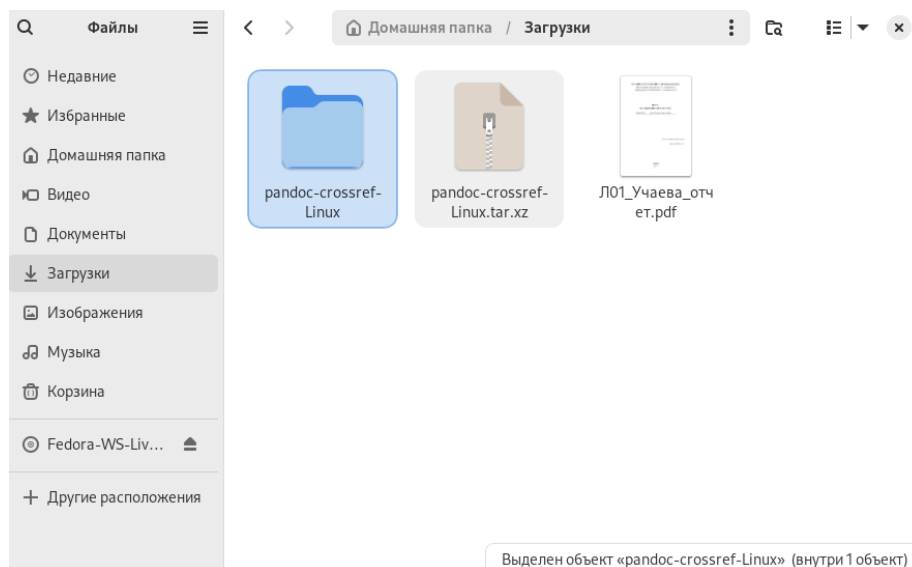 Файлы
Домашняя папка / Загрузки
Недавние
Избранные
Домашняя папка
Видео
Документы
Загрузки
Изображения
Музыка
Корзина
Fedora-WS-Liv...
Другие расположения
pandoc-crossref-
Linux
pandoc-crossref-
Linux.tar.xz
Л01_Учаева_отч
ет.pdf
Выделен объект «pandoc-crossref-Linux» (внутри 1 объект)